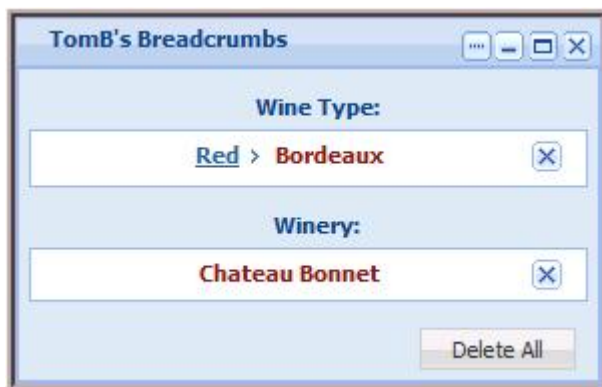 TomB's Breadcrumbs
Wine Type:
Red > Bordeaux
Winery:
Chateau Bonnet
Delete All